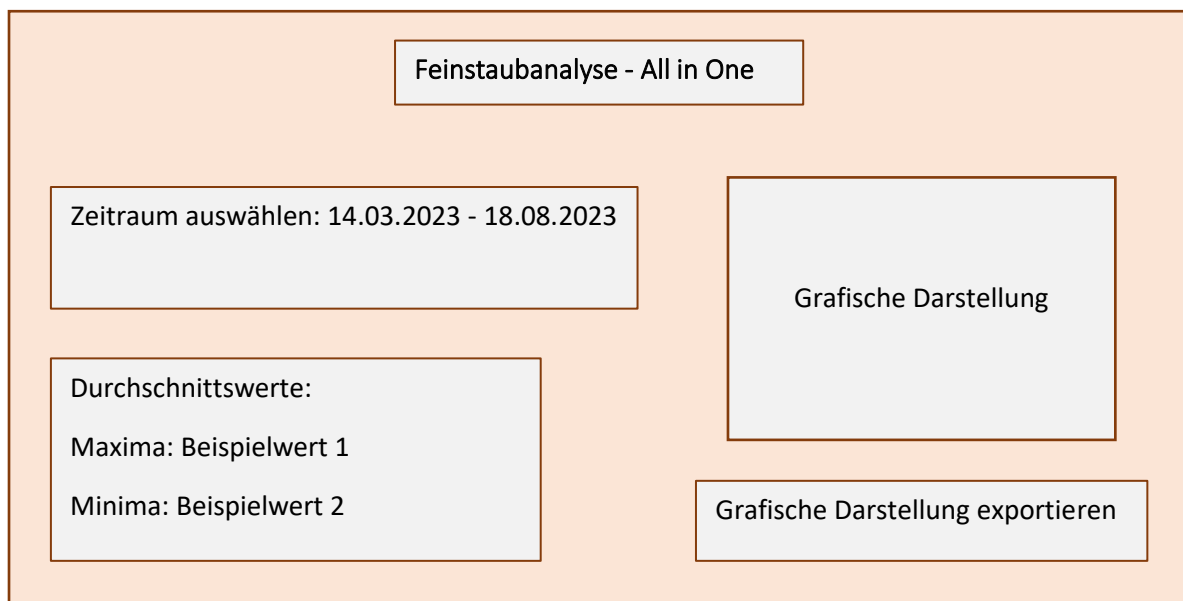 Feinstaubanalyse - All in One
Zeitraum auswählen: 14.03.2023 - 18.08.2023
Grafische Darstellung
Durchschnittswerte:
Maxima: Beispielwert 1
Minima: Beispielwert 2
Grafische Darstellung exportieren